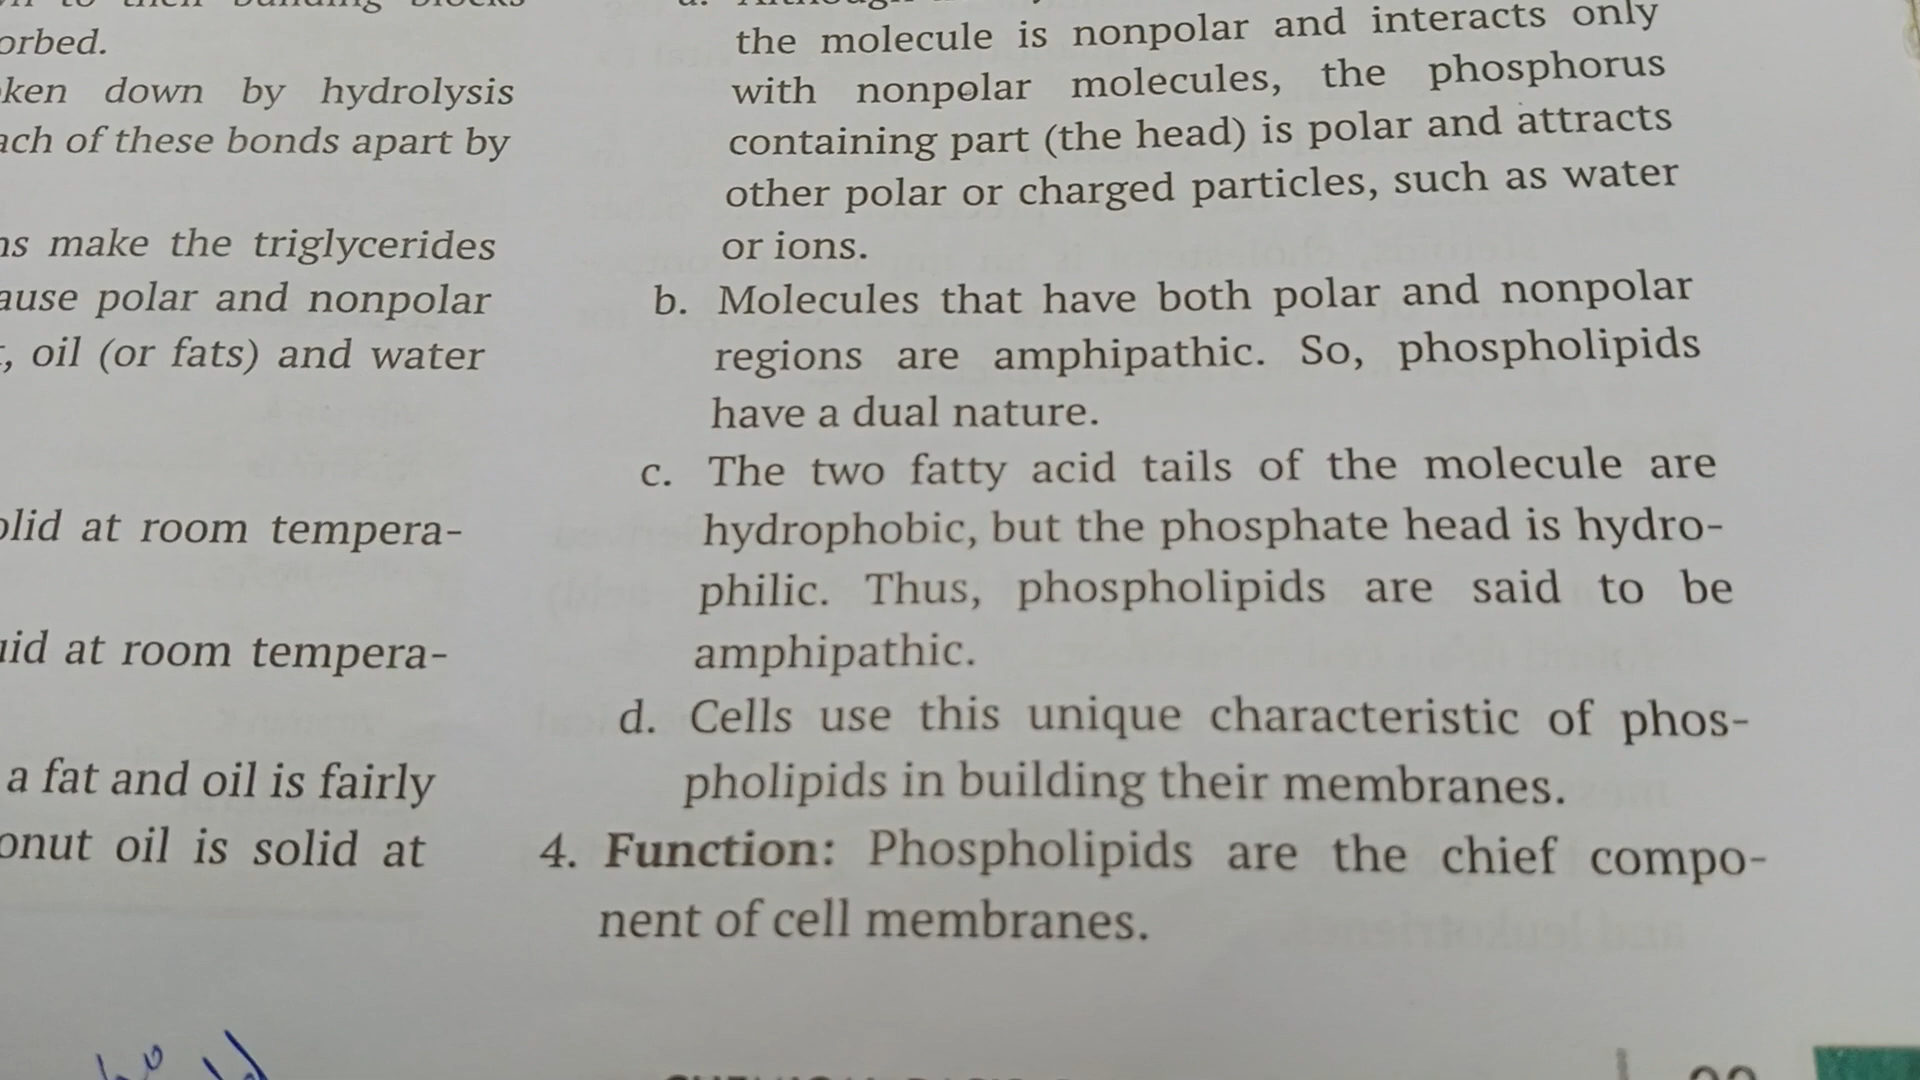 orbed.
ken down by hydrolysis
ach of these bonds apart by
ns make the triglycerides
ause polar and nonpolar
, oil (or fats) and water
olid at room tempera-
uid at room tempera-
a fat and oil is fairly
onut oil is solid at
the molecule is nonpolar and interacts only
with nonpolar molecules, the phosphorus
containing part (the head) is polar and attracts
other polar or charged particles, such as water
or ions.
b. Molecules that have both polar and nonpolar
regions are amphipathic. So, phospholipids
have a dual nature.
c. The two fatty acid tails of the molecule are
hydrophobic, but the phosphate head is hydro-
philic. Thus, phospholipids are said to be
amphipathic.
d. Cells use this unique characteristic of phos-
pholipids in building their membranes.
4. Function: Phospholipids are the chief compo-
nent of cell membranes.